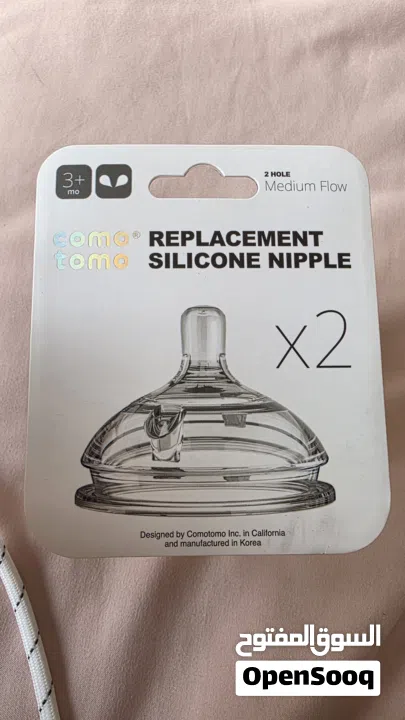 3+
mo
2 HOLE
Medium Flow
como®
tomo
REPLACEMENT
SILICONE NIPPLE
x2
Designed by Comotomo Inc. in California
and manufactured in Korea
السوق المفتوح
OpenSooq